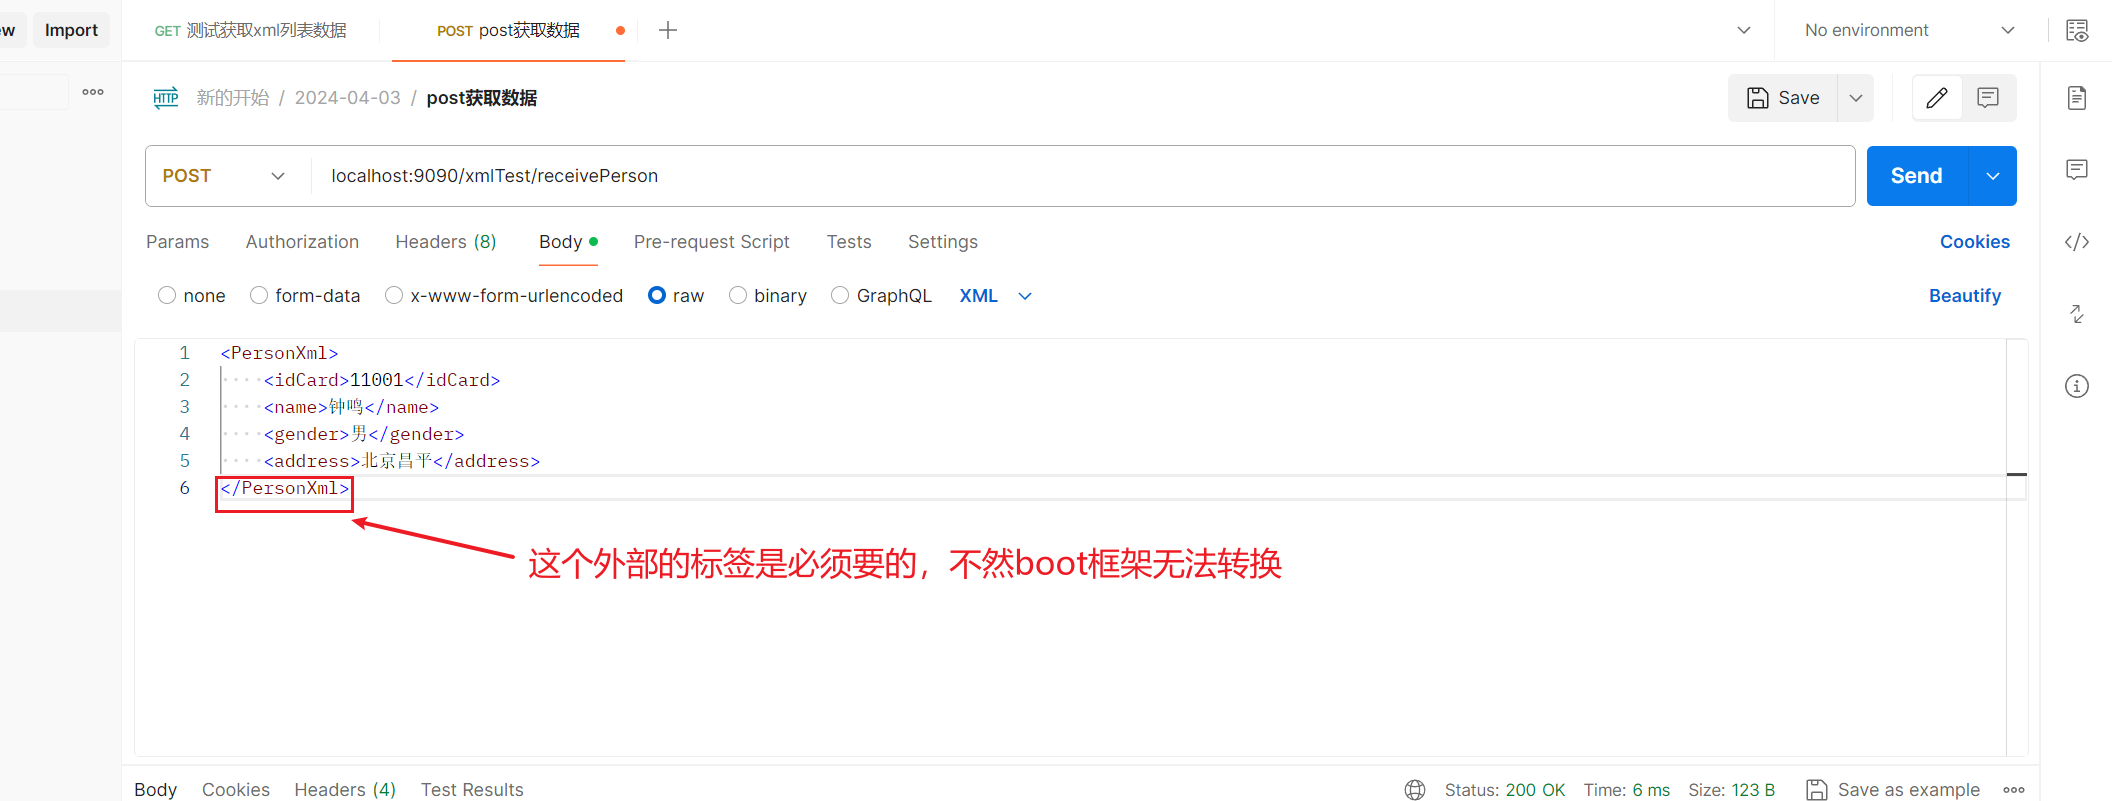 ew Import
GET 测试获取xml列表数据 POST post获取数据 No environment
HTTP 新的开始 / 2024-04-03 / post获取数据 Save
POST localhost:9090/xmlTest/receivePerson Send
Params Authorization Headers (8) Body Pre-request Script Tests Settings Cookies
none form-data x-www-form-urlencoded raw binary GraphQL XML Beautify
1 <PersonXml>
2 <idCard>11001</idCard>
3 <name>钟鸣</name>
4 <gender>男</gender>
5 <address>北京昌平</address>
6 </PersonXml>
这个外部的标签是必须要的，不然boot框架无法转换
Body Cookies Headers (4) Test Results Status: 200 OK Time: 6 ms Size: 123 B Save as example